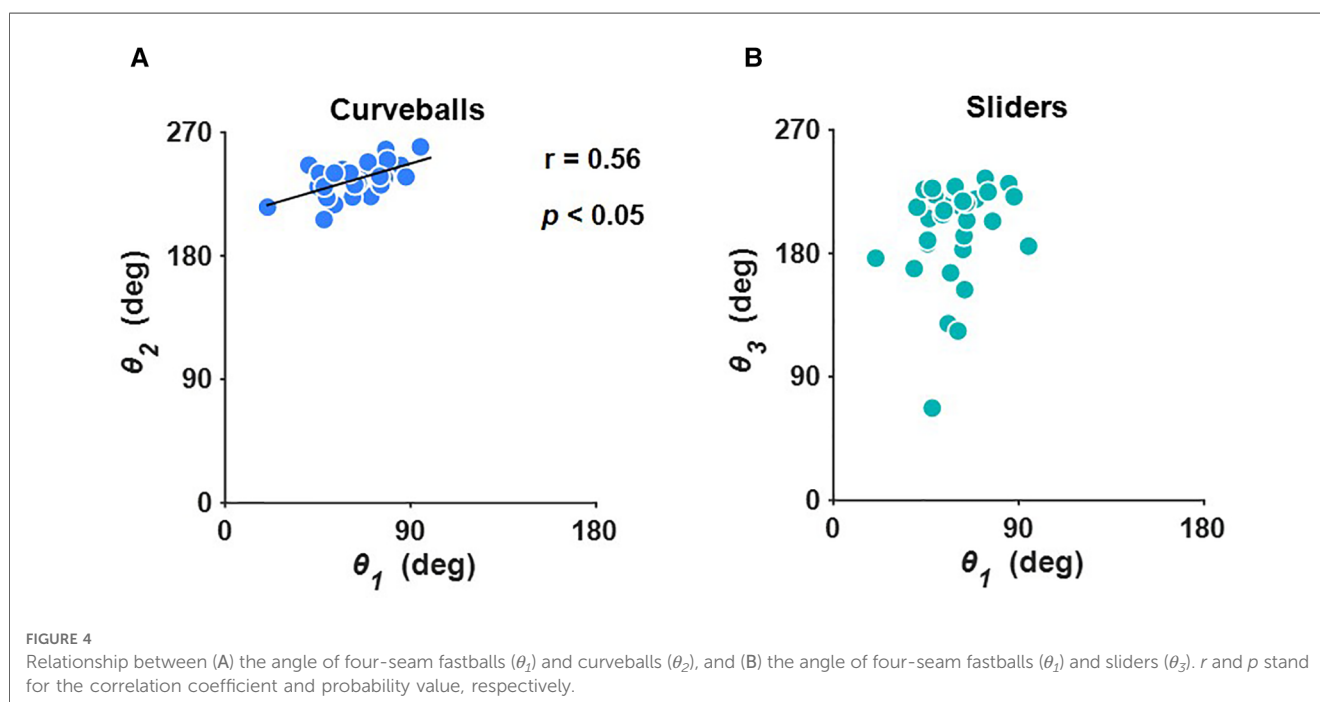 A
B
Curveballs
270
180
90
0
0
90
180
θ2 (deg)
θ1 (deg)
r = 0.56
p < 0.05
Sliders
270
180
90
0
0
90
180
θ3 (deg)
θ1 (deg)
FIGURE 4
Relationship between (A) the angle of four-seam fastballs (θ1) and curveballs (θ2), and (B) the angle of four-seam fastballs (θ1) and sliders (θ3). r and p stand
for the correlation coefficient and probability value, respectively.